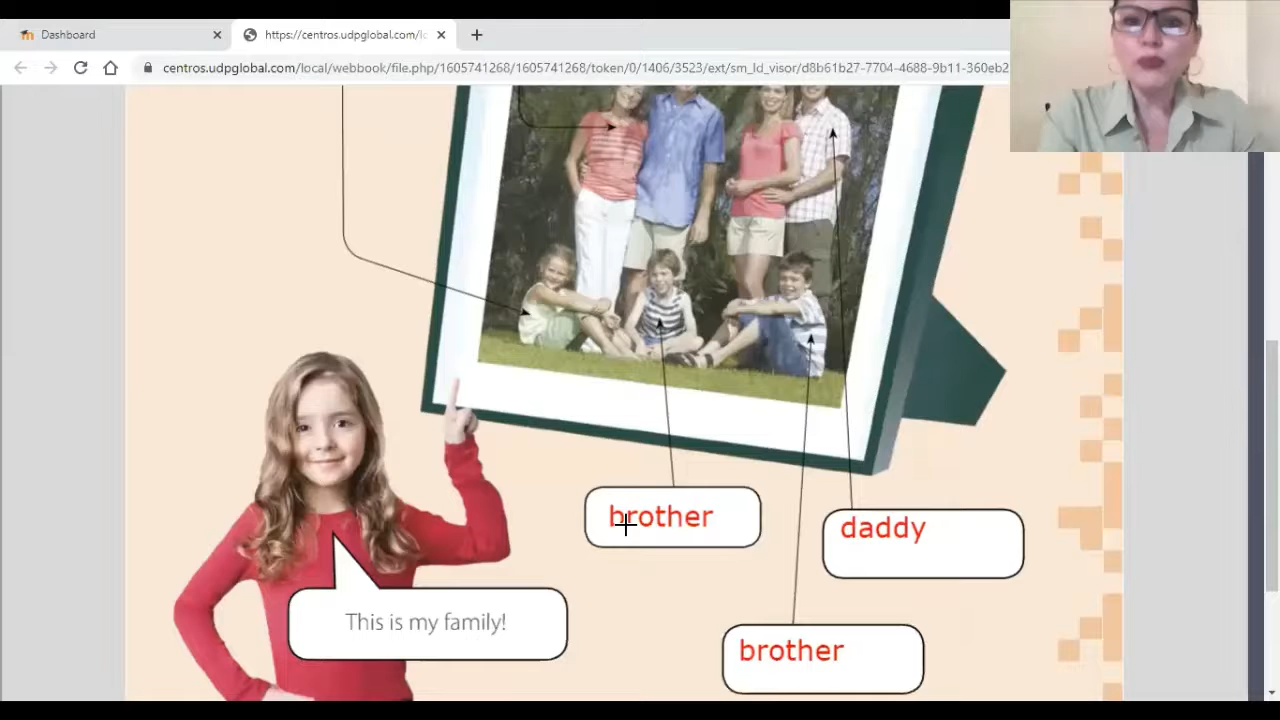 Dashboard
https://centros.udpglobal.com/lo
centros.udpglobal.com/local/webbook/file.php/1605741268/1605741268/token/0/1406/3523/ext/sm_ld_visor/d8b61b27-7704-4688-9b11-360eb2
brother
daddy
This is my family!
brother